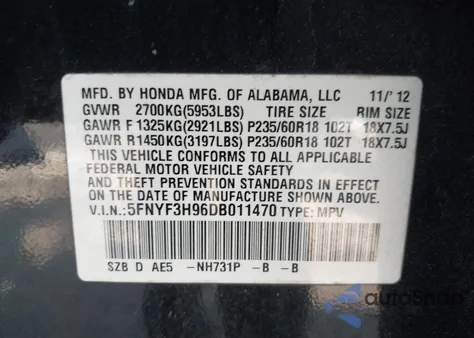 MFD. BY HONDA MFG. OF ALABAMA, LLC 11/'12
GVWR 2700KG(5953LBS) TIRE SIZE RIM SIZE
GAWR F 1325KG(2921LBS) P235/60R18 102T 18X7.5J
GAWR R1450KG(3197LBS) P235/60R18 102T 18X7.5J
THIS VEHICLE CONFORMS TO ALL APPLICABLE
FEDERAL MOTOR VEHICLE SAFETY
AND THEFT PREVENTION STANDARDS IN EFFECT
ON THE DATE OF MANUFACTURE SHOWN ABOVE.
V.I.N.: 5FNYF3H96DB011470 TYPE: MPV
SZB D AE5 -NH731P -B -B
autoSnap